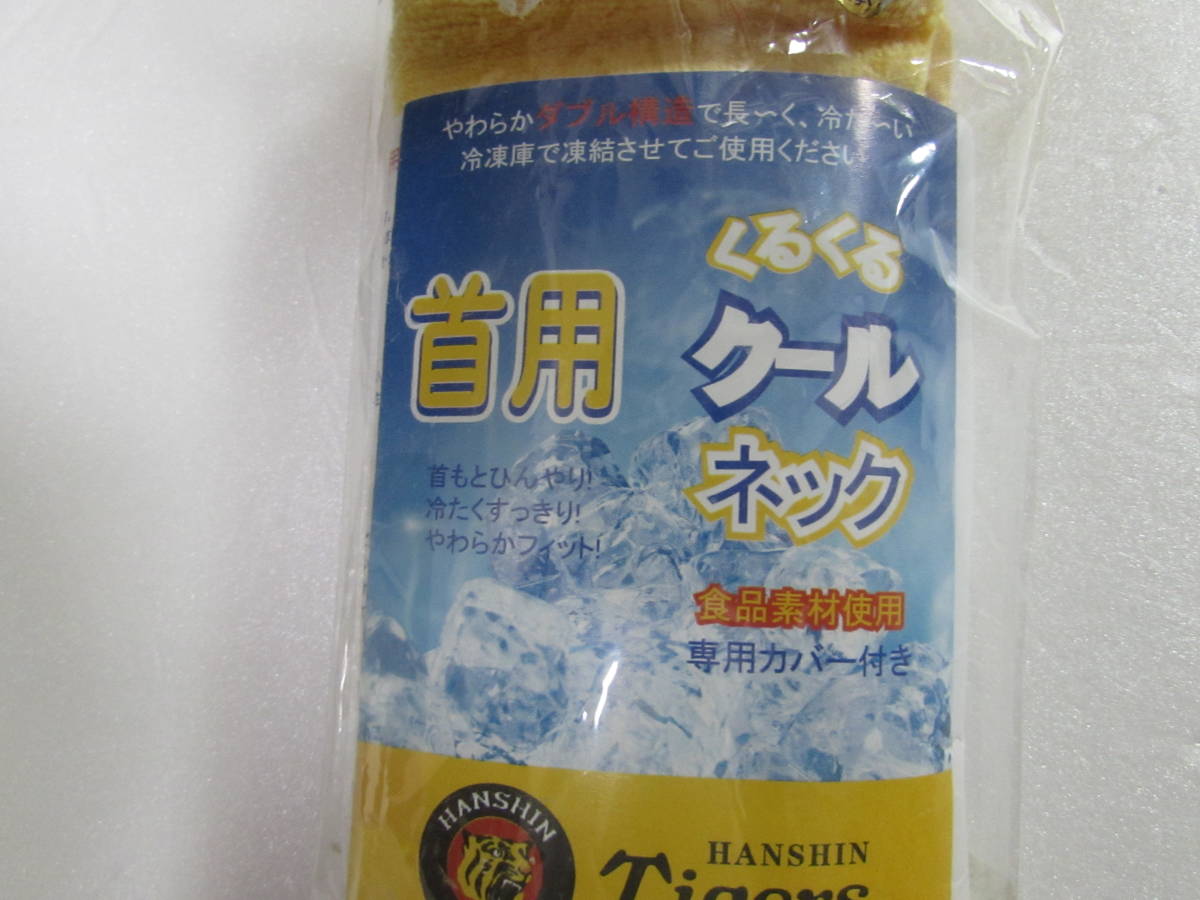 やわらかダブル構造で長〜く、冷た〜い
冷凍庫で凍結させてご使用ください
くるくる
クール
ネック
首用
首もとひんやり!
冷たくすっきり!
やわらかフィット!
食品素材使用
専用カバー付き
HANSHIN
HANSHIN
Tigers